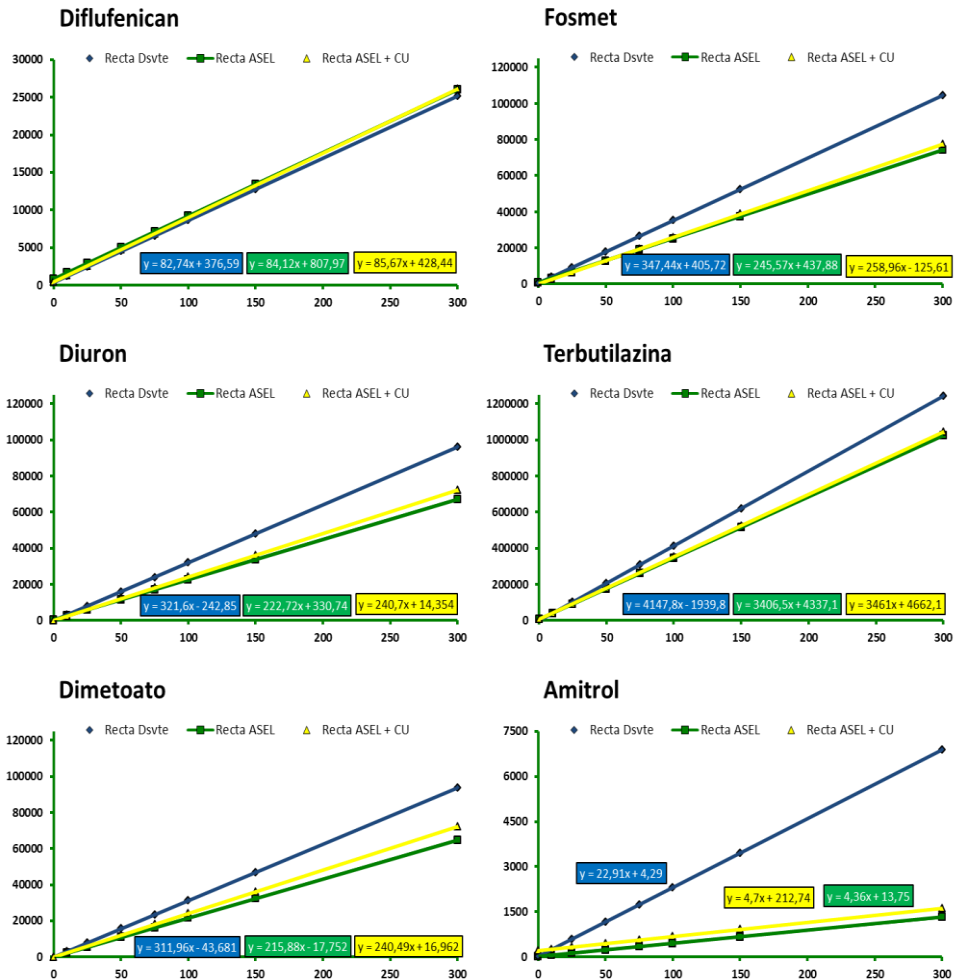 Diflufenican
Recta Dsvte Recta ASEL Recta ASEL + CU
30000
25000
20000
15000
10000
5000
0
y = 82,74x + 376,59 y = 84,12x + 807,97 y = 85,67x + 428,44
0 50 100 150 200 250 300
Fosmet
Recta Dsvte Recta ASEL Recta ASEL + CU
120000
100000
80000
60000
40000
20000
0
y = 347,44x + 405,72 y = 245,57x + 437,88 y = 258,96x - 125,61
0 50 100 150 200 250 300
Diuron
Recta Dsvte Recta ASEL Recta ASEL + CU
120000
100000
80000
60000
40000
20000
0
y = 321,6x - 242,85 y = 222,72x + 330,74 y = 240,7x + 14,354
0 50 100 150 200 250 300
Terbutilazina
Recta Dsvte Recta ASEL Recta ASEL + CU
1200000
1000000
800000
600000
400000
200000
0
y = 4147,8x - 1939,8 y = 3406,5x + 4337,1 y = 3461x + 4662,1
0 50 100 150 200 250 300
Dimetoato
Recta Dsvte Recta ASEL Recta ASEL + CU
120000
100000
80000
60000
40000
20000
0
y = 311,96x - 43,681 y = 215,88x - 17,752 y = 240,49x + 16,962
0 50 100 150 200 250 300
Amitrol
Recta Dsvte Recta ASEL Recta ASEL + CU
7500
6000
4500
3000
1500
0
y = 22,91x + 4,29
y = 4,7x + 212,74 y = 4,36x + 13,75
0 50 100 150 200 250 300